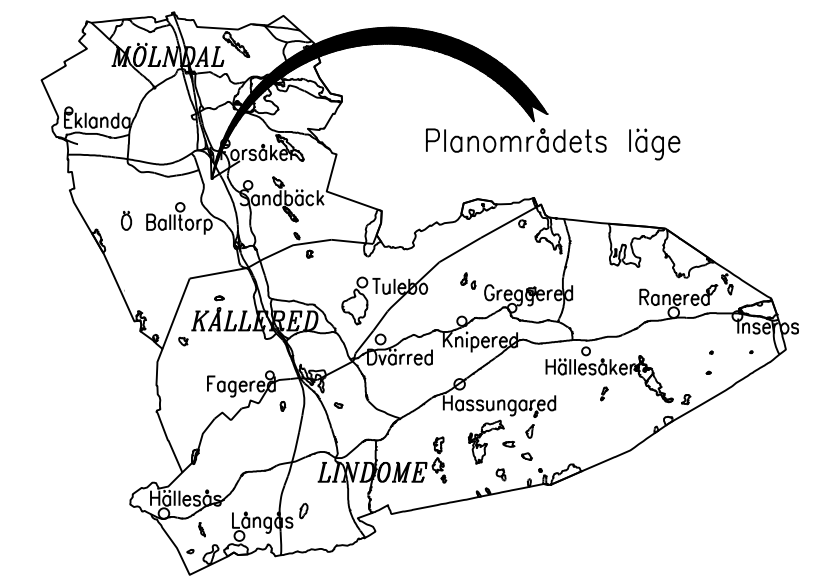 MÖLNDAL
Eklanda
Planområdets läge
Forsåker
Sandbäck
Ö Balltorp
Tulebo
Greggered
Ranered
KÅLLERED
Inseros
Knipered
Dvärred
Hällesåker
Fagered
Hassungared
LINDOME
Hällesås
Långås